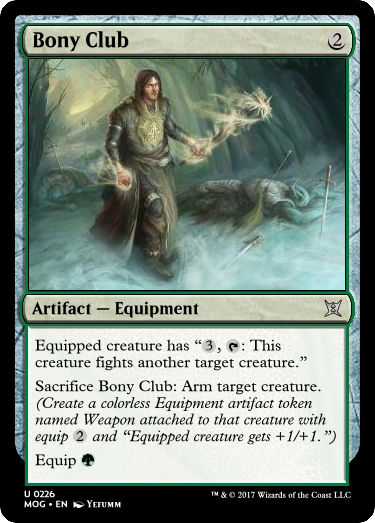 Bony Club 2
Artifact — Equipment
Equipped creature has “3, : This
creature fights another target creature.”
Sacrifice Bony Club: Arm target creature.
(Create a colorless Equipment artifact token
named Weapon attached to that creature with
equip 2 and “Equipped creature gets +1/+1.”)
Equip
U 0226
MOG • EN Yefumm
™ & © 2017 Wizards of the Coast LLC